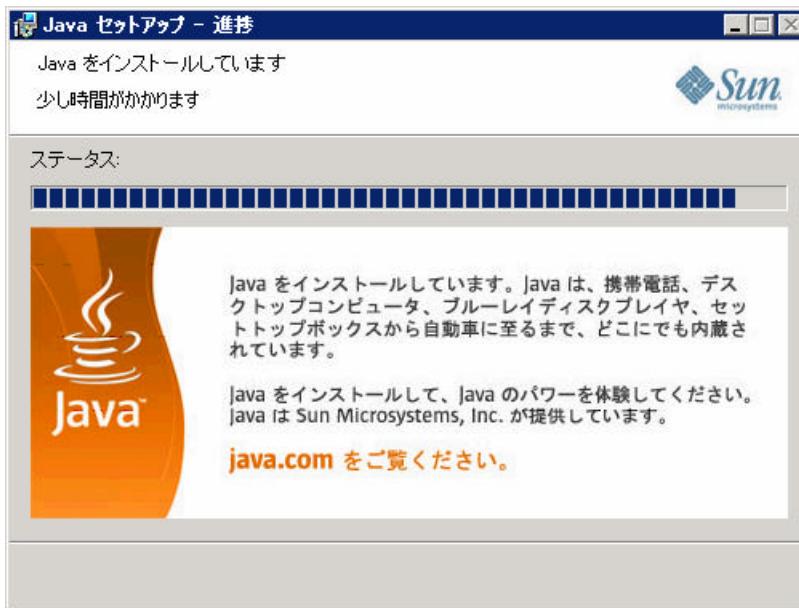 Java セットアップ - 進捗
Java をインストールしています
少し時間がかかります
Sun
microsystems
ステータス:
Java をインストールしています。Java は、携帯電話、デス
クトップコンピュータ、ブルーレイディスクプレイヤ、セッ
トトップボックスから自動車に至るまで、どこにでも内蔵さ
れています。
Java をインストールして、Java のパワーを体験してください。
Java は Sun Microsystems, Inc. が提供しています。
java.com をご覧ください。
Java™